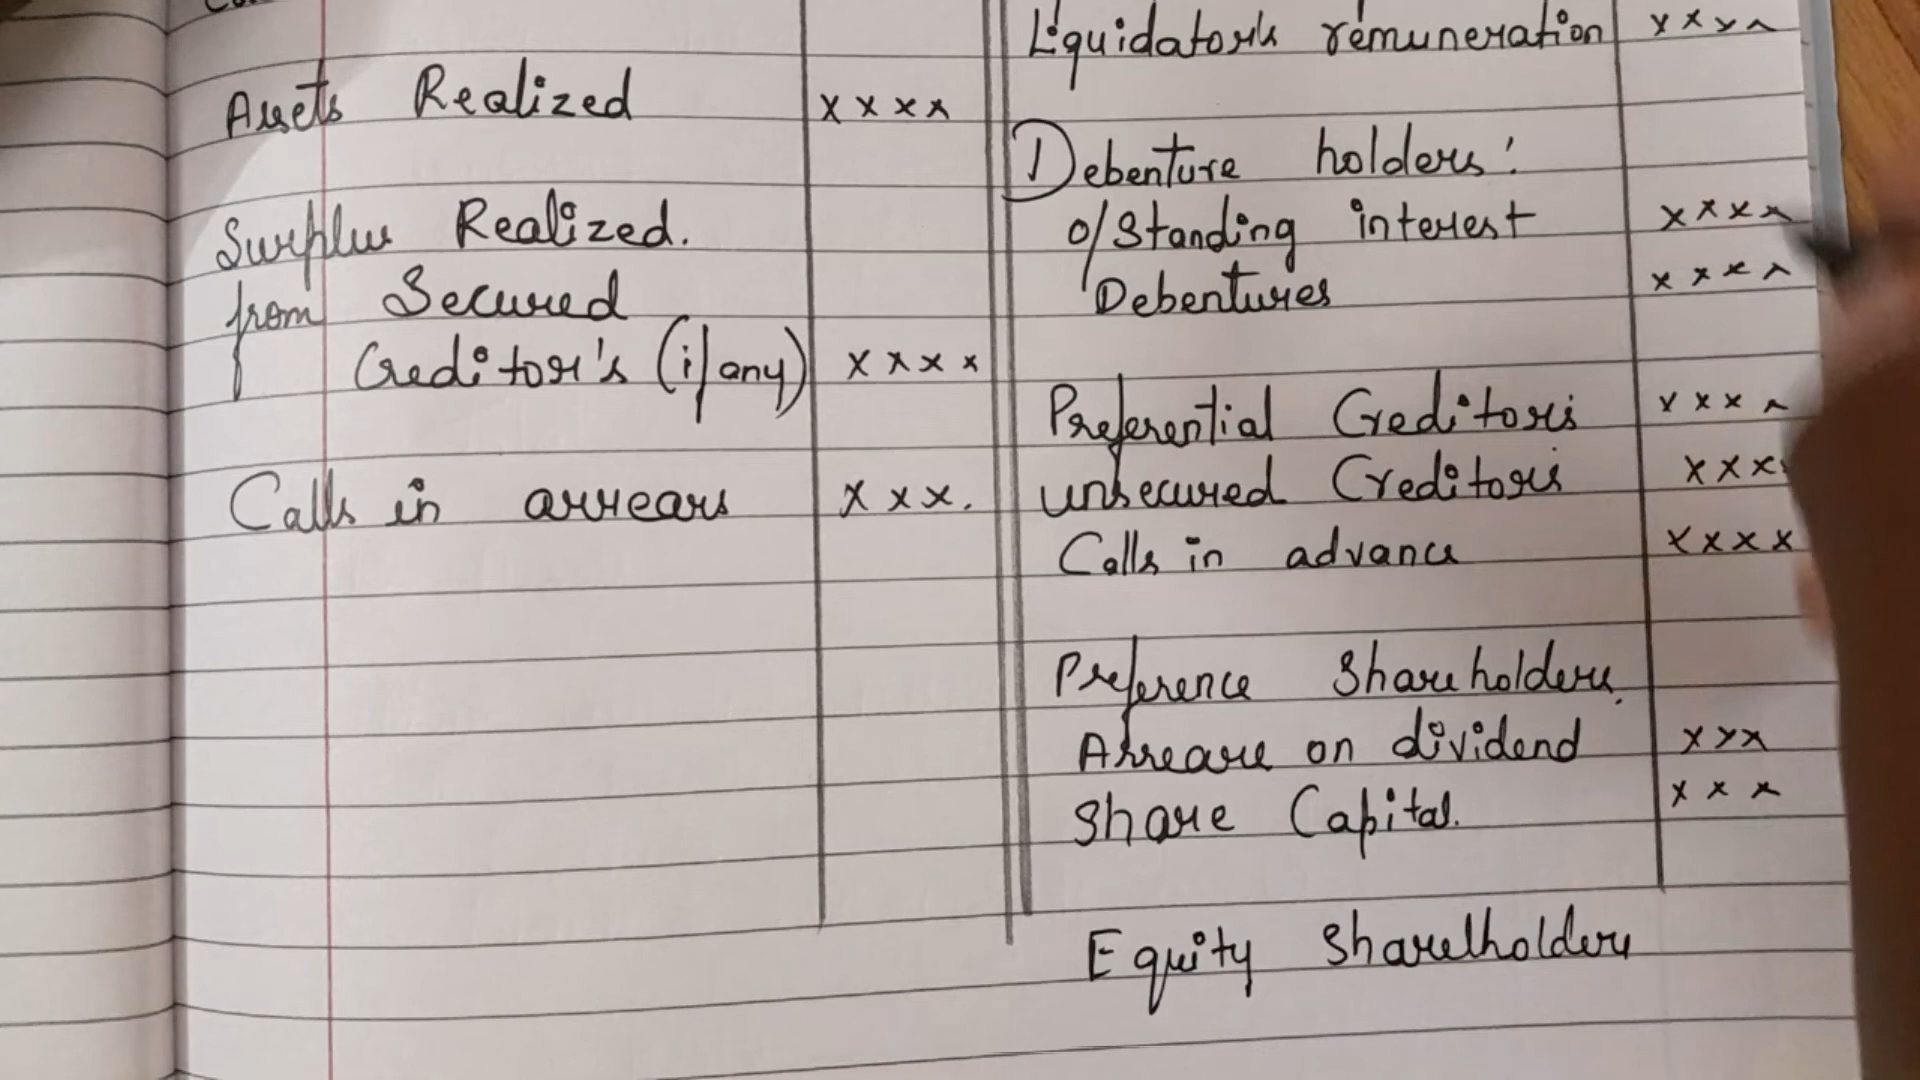 Assets Realized xxxx
Surplus Realized.
from Secured
Creditor's (if any) xxxx
Calls in arrears xxx.
Liquidator's remuneration xxxx
Debenture holders:
o/standing interest xxxx
Debentures xxxx
Preferential Creditors xxxx
unsecured Creditors xxx
Calls in advance xxxx
Preference Shareholders.
Arrears on dividend xxx
Share Capital. xxx
Equity Shareholders